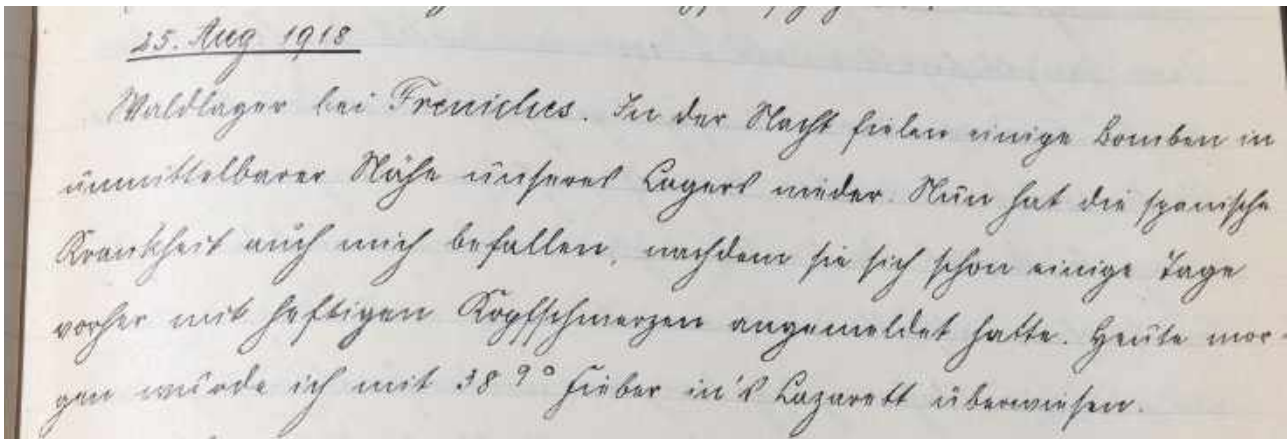 25. Aug 1918
Waldlager bei Freniches. In der Nacht fielen einige Bomben in
unmittelbarer Nähe unseres Lagers nieder. Nun hat die spanische
Krankheit auch mich befallen, nachdem sie sich schon einige Tage
vorher mit heftigen Kopfschmerzen angemeldet hatte. Heute mor-
gen wurde ich mit 38 9° Fieber in's Lazarett überwiesen.